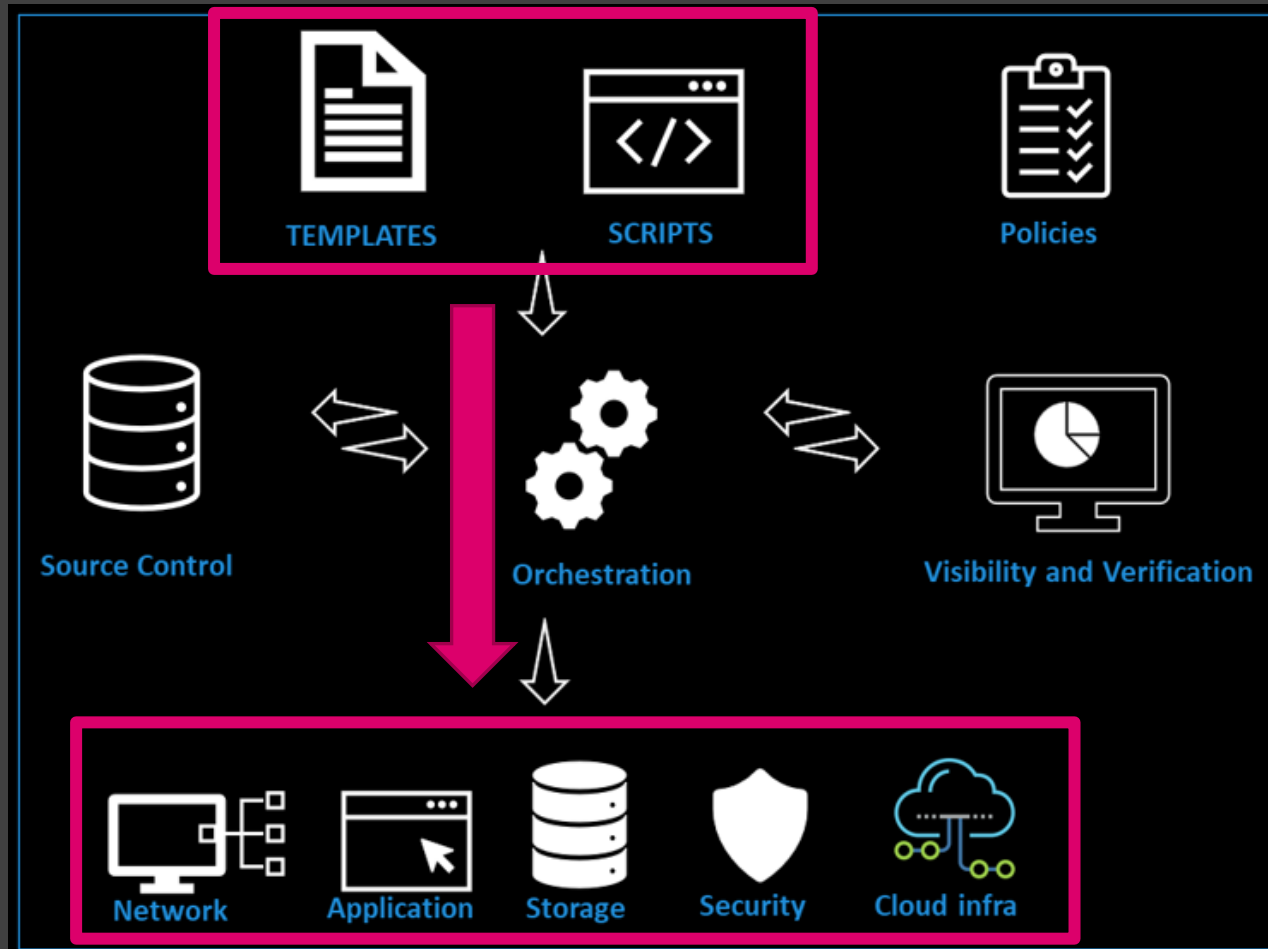 TEMPLATES
SCRIPTS
Policies
Source Control
Orchestration
Visibility and Verification
Network
Application
Storage
Security
Cloud infra